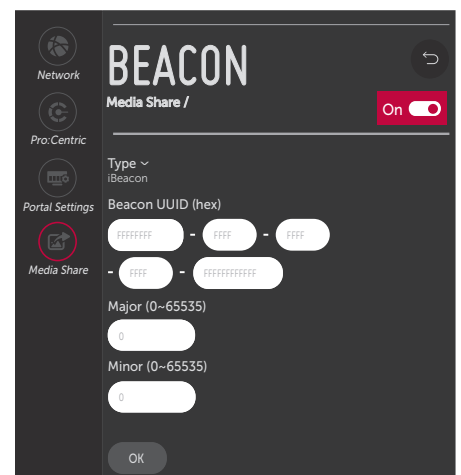 BEACON
Media Share /
On
Network
Pro:Centric
Portal Settings
Media Share
Type
iBeacon
Beacon UUID (hex)
FFFFFFFF - FFFF - FFFF
- FFFF - FFFFFFFFFFFF
Major (0~65535)
0
Minor (0~65535)
0
OK